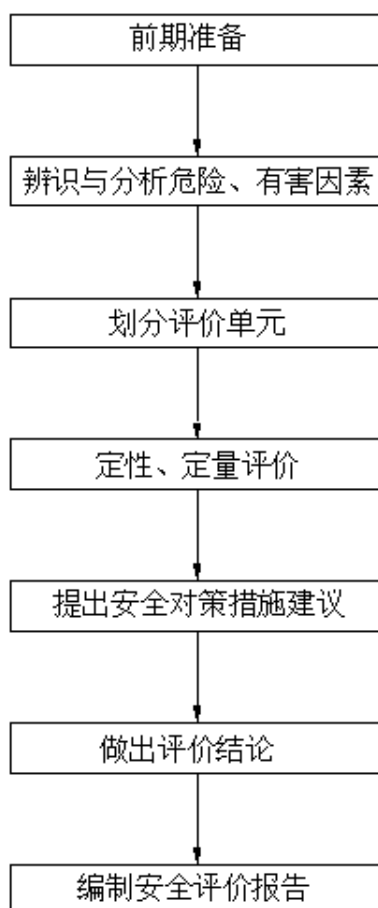 前期准备
辨识与分析危险、有害因素
划分评价单元
定性、定量评价
提出安全对策措施建议
做出评价结论
编制安全评价报告